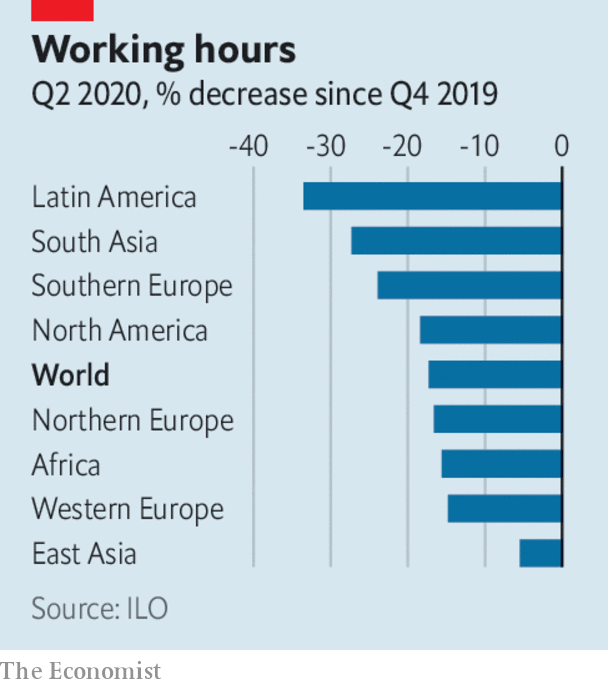 Working hours
Q2 2020, % decrease since Q4 2019
-40 -30 -20 -10 0
Latin America
South Asia
Southern Europe
North America
World
Northern Europe
Africa
Western Europe
East Asia
Source: ILO
The Economist